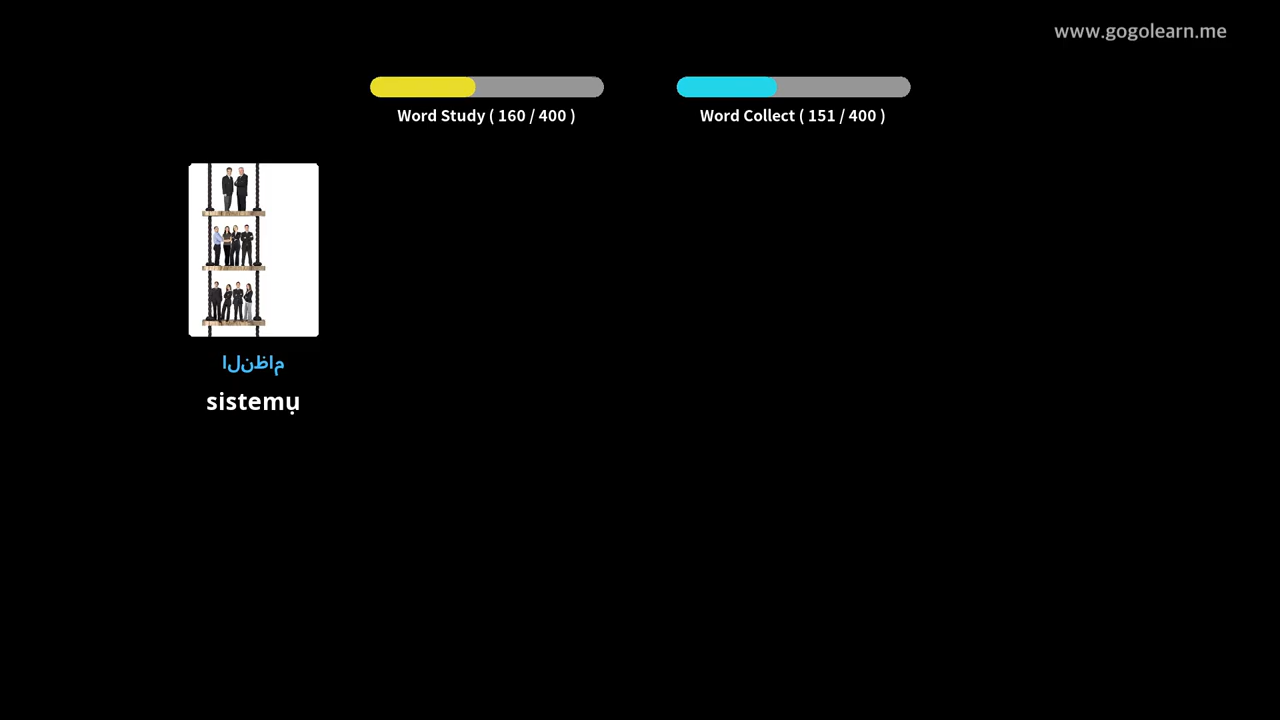 www.gogolearn.me
Word Study ( 160 / 400 )
Word Collect ( 151 / 400 )
النظام
sistemụ